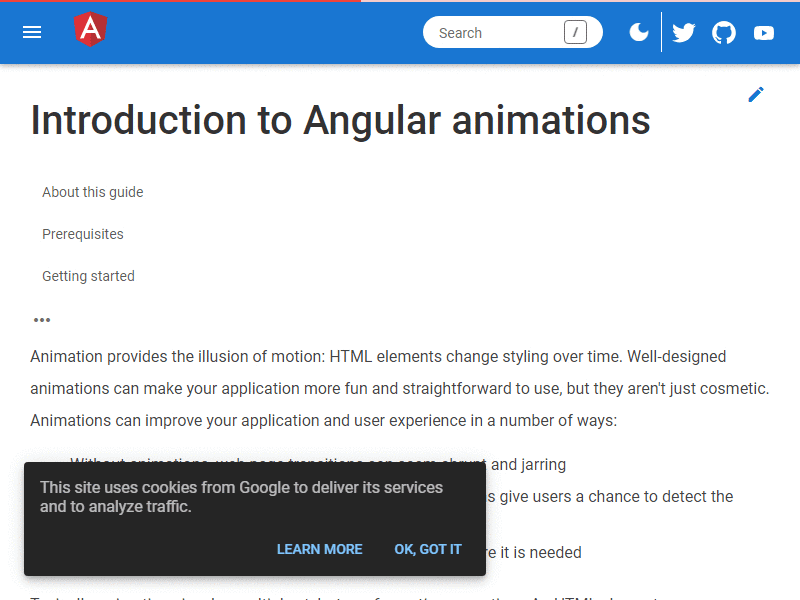 Search /
Introduction to Angular animations
About this guide
Prerequisites
Getting started
•••
Animation provides the illusion of motion: HTML elements change styling over time. Well-designed
animations can make your application more fun and straightforward to use, but they aren't just cosmetic.
Animations can improve your application and user experience in a number of ways:
and jarring
give users a chance to detect the
it is needed
This site uses cookies from Google to deliver its services
and to analyze traffic.
LEARN MORE OK, GOT IT